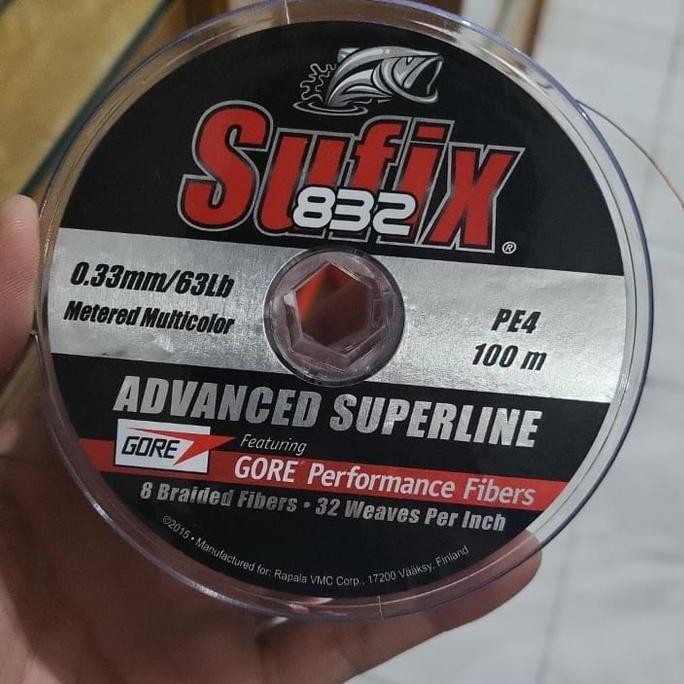 Sufix
832
®
0.33mm/63Lb
Metered Multicolor
PE4
100 m
ADVANCED SUPERLINE
GORE
Featuring
GORE Performance Fibers
8 Braided Fibers • 32 Weaves Per Inch
©2015 • Manufactured for: Rapala VMC Corp., 17200 Vääksy, Finland